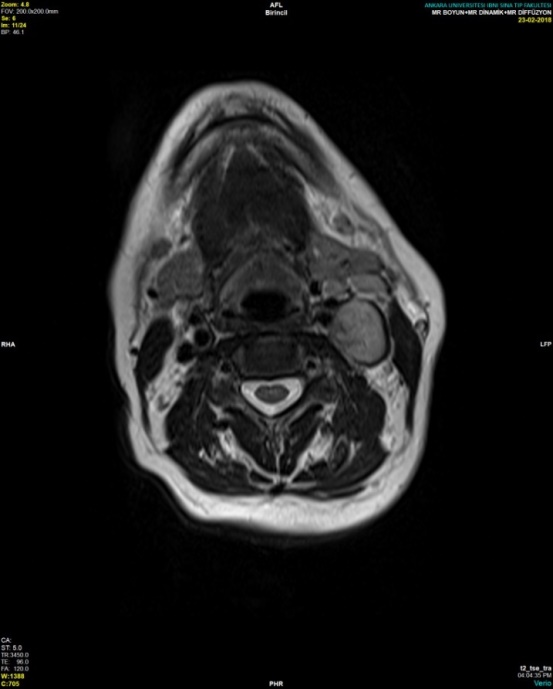 Zoom: 4.8
FOV: 200.0x200.0mm
Se: 6
Im: 11/24
BP: 46.1
AFL
Birincil
ANKARA UNIVERSITESI IBNI SINA TIP FAKULTESI
MR BOYUN+MR DİNAMİK+MR DİFFÜZYON
23-02-2018
RHA
LFP
CA:
ST: 5.0
TR:3450.0
TE: 96.0
FA: 120.0
W:1388
C:705
PHR
t2_tse_tra
04:04:35 PM
Verio